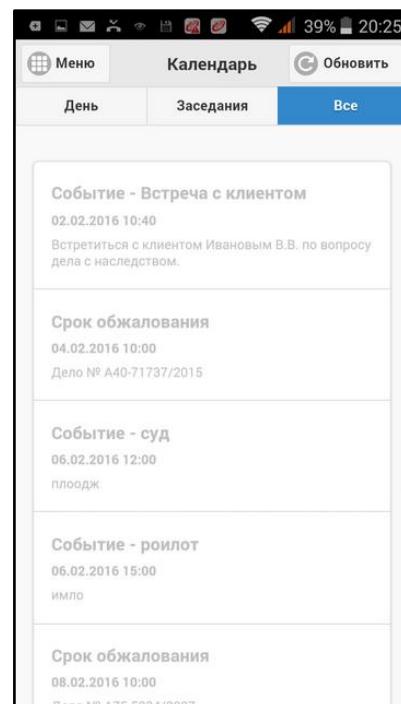 39% 20:25
Меню Календарь Обновить
День Заседания Все
Событие - Встреча с клиентом
02.02.2016 10:40
Встретиться с клиентом Ивановым В.В. по вопросу
дела с наследством.
Срок обжалования
04.02.2016 10:00
Дело № А40-71737/2015
Событие - суд
06.02.2016 12:00
плоодж
Событие - роилот
06.02.2016 15:00
имло
Срок обжалования
08.02.2016 10:00